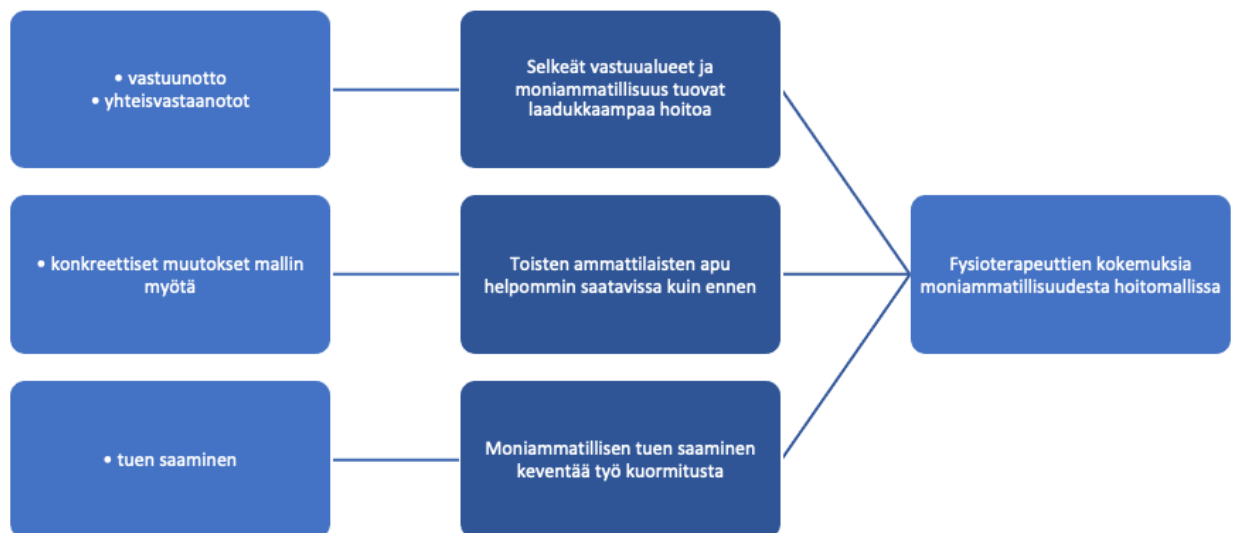 • vastuunotto
• yhteisvastaanotot
Selkeät vastuualueet ja
moniammatillisuus tuovat
laadukkaampaa hoitoa
• konkreettiset muutokset mallin
myötä
Toisten ammattilaisten apu
helpommin saatavissa kuin ennen
Fysioterapeuttien kokemuksia
moniammatillisuudesta hoitomallissa
• tuen saaminen
Moniammatillisen tuen saaminen
keventää työ kuormitusta